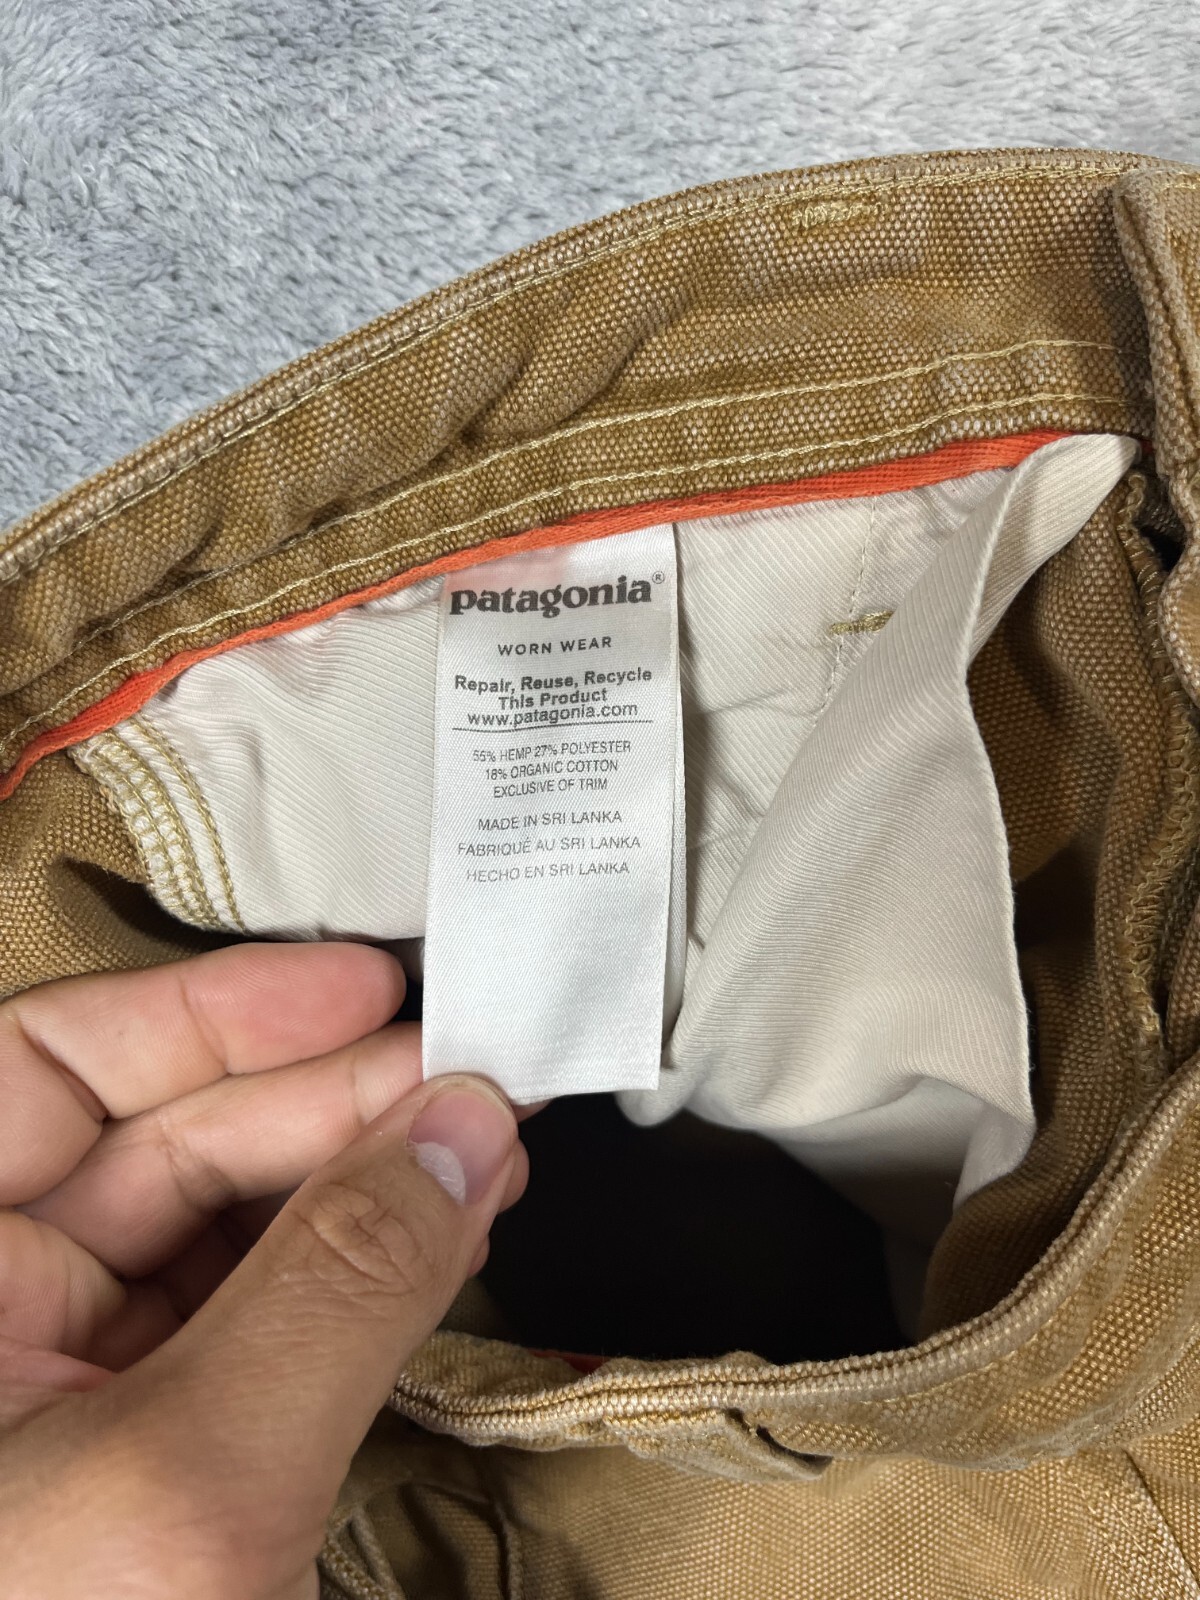 patagonia®
WORN WEAR
Repair, Reuse, Recycle
This Product
www.patagonia.com
55% HEMP 27% POLYESTER
18% ORGANIC COTTON
EXCLUSIVE OF TRIM
MADE IN SRI LANKA
FABRIQUÉ AU SRI LANKA
HECHO EN SRI LANKA